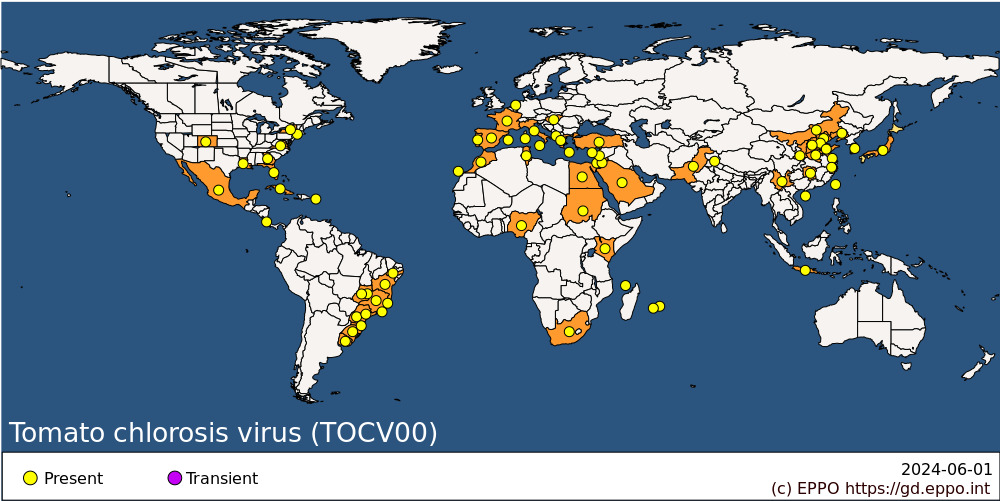 Tomato chlorosis virus (TOCV00)
Present
Transient
2024-06-01
(c) EPPO https://gd.eppo.int